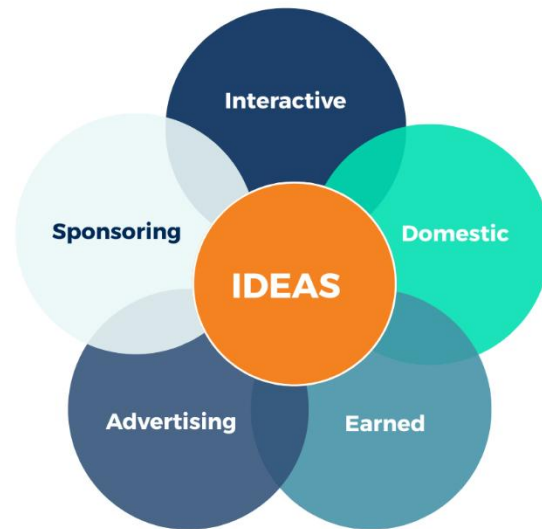 Interactive
Sponsoring
Domestic
IDEAS
Advertising
Earned